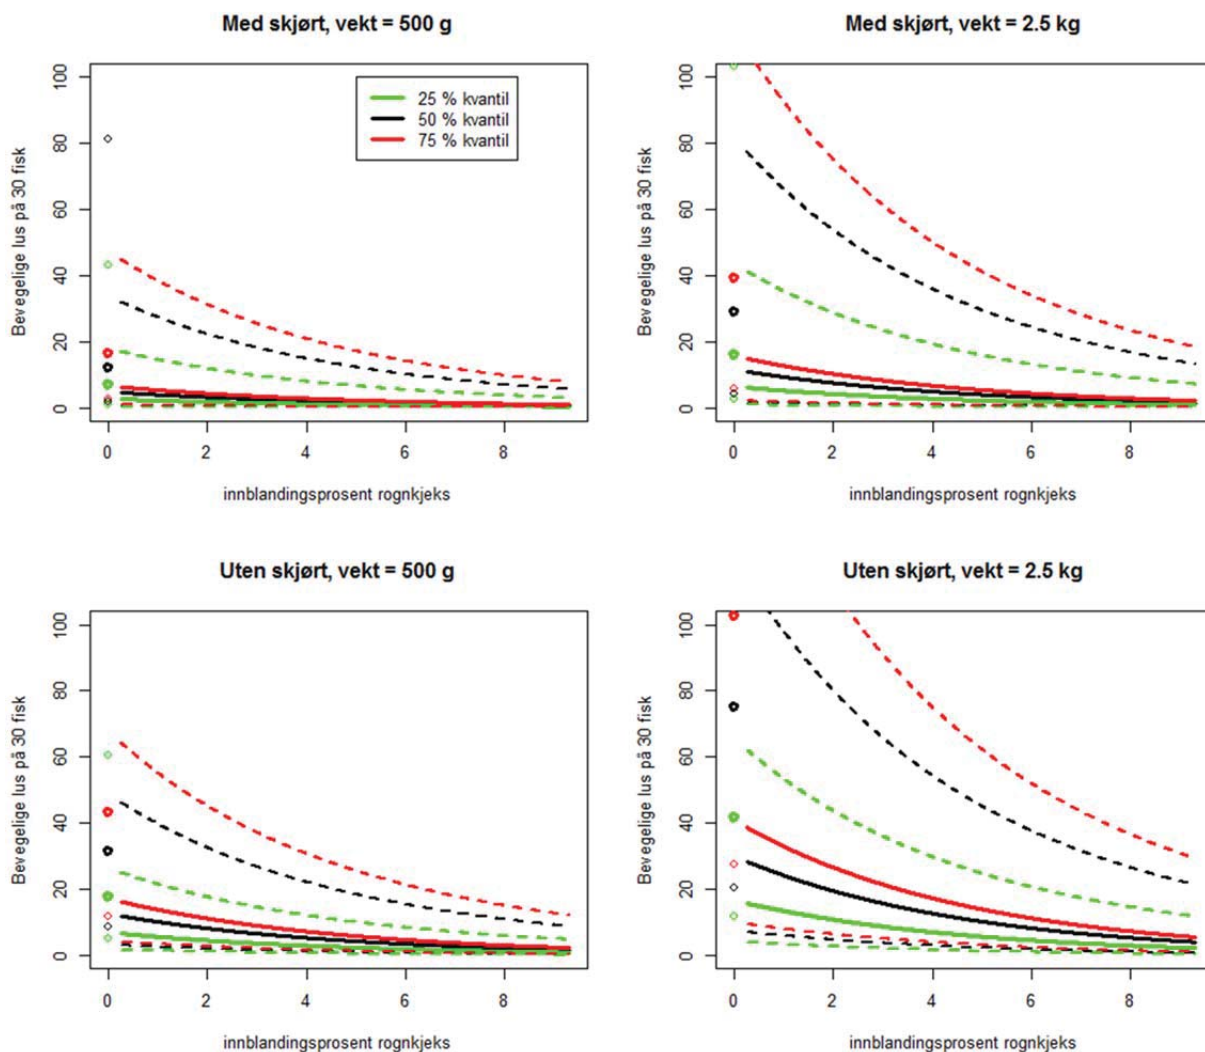 Med skjørt, vekt = 500 g
Bevegelige lus på 30 fisk
100
80
60
40
20
0
25 % kvantil
50 % kvantil
75 % kvantil
0 2 4 6 8
innblandingsprosent rognkjeks
Med skjørt, vekt = 2.5 kg
Bevegelige lus på 30 fisk
100
80
60
40
20
0
0 2 4 6 8
innblandingsprosent rognkjeks
Uten skjørt, vekt = 500 g
Bevegelige lus på 30 fisk
100
80
60
40
20
0
0 2 4 6 8
innblandingsprosent rognkjeks
Uten skjørt, vekt = 2.5 kg
Bevegelige lus på 30 fisk
100
80
60
40
20
0
0 2 4 6 8
innblandingsprosent rognkjeks